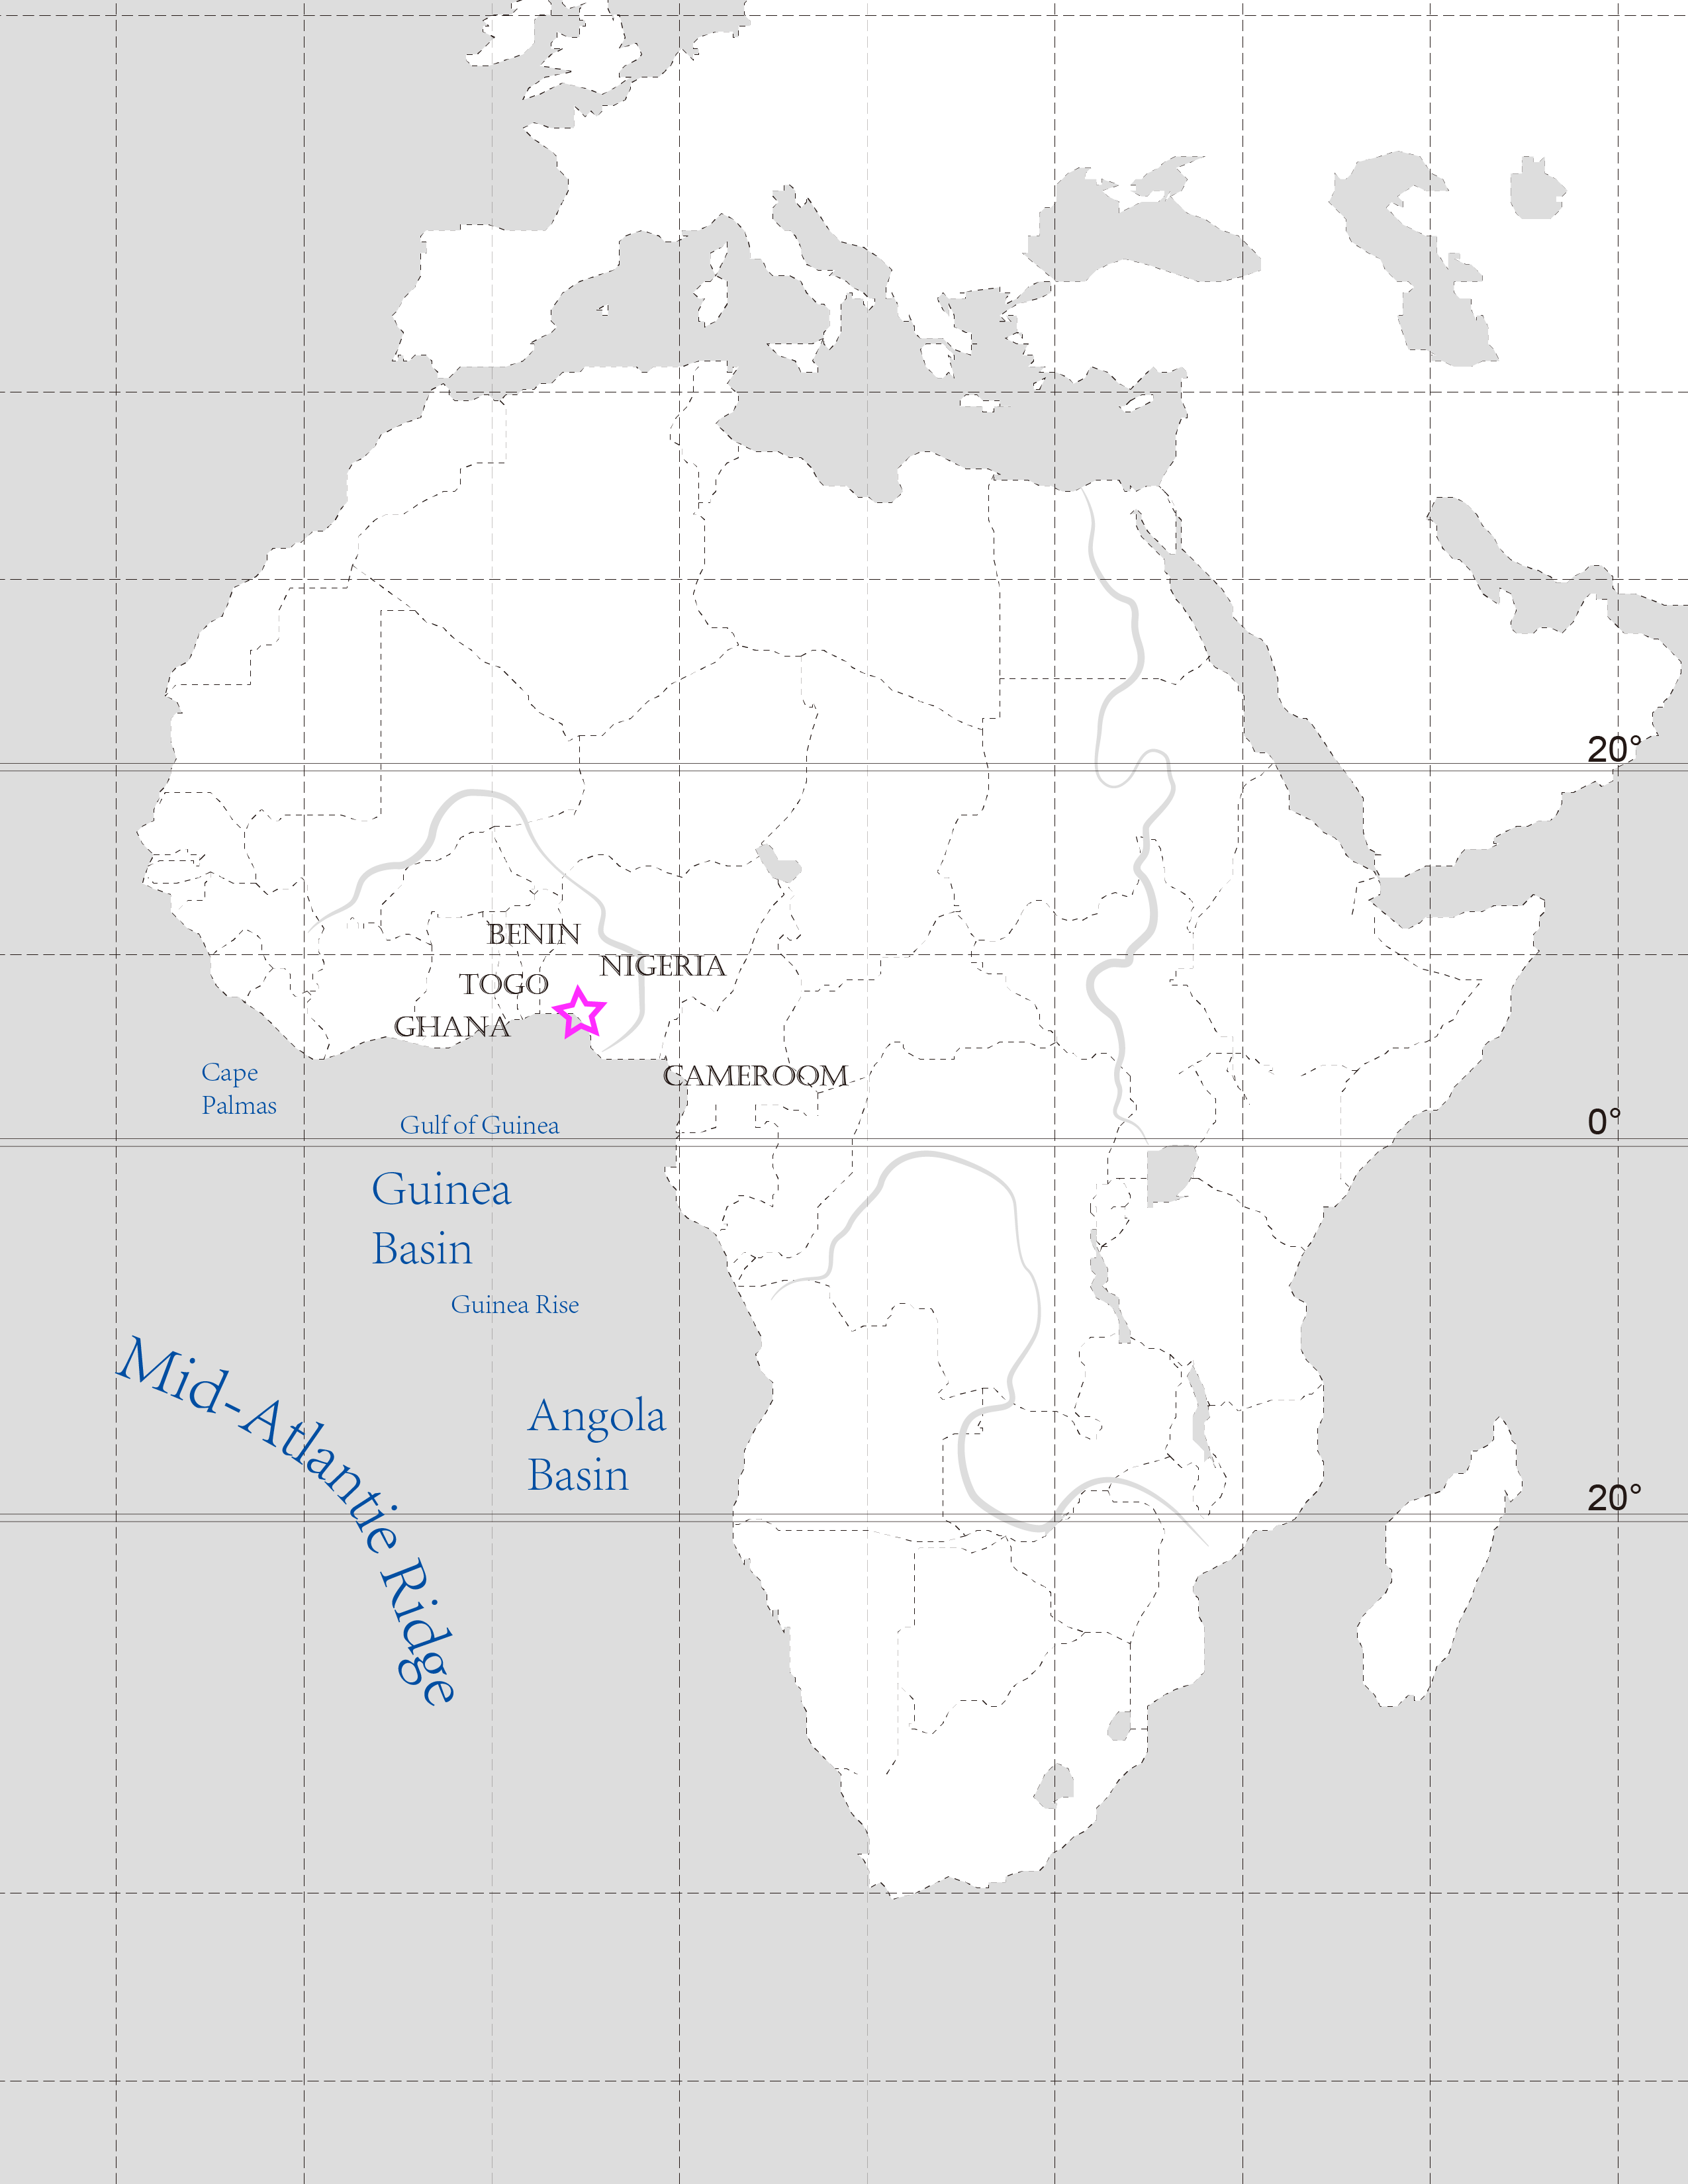 20°
BENIN
NIGERIA
TOGO
GHANA
Cape
Palmas
CAMEROOM
Gulf of Guinea
0°
Guinea
Basin
Guinea Rise
Mid-Atlantie Ridge
Angola
Basin
20°